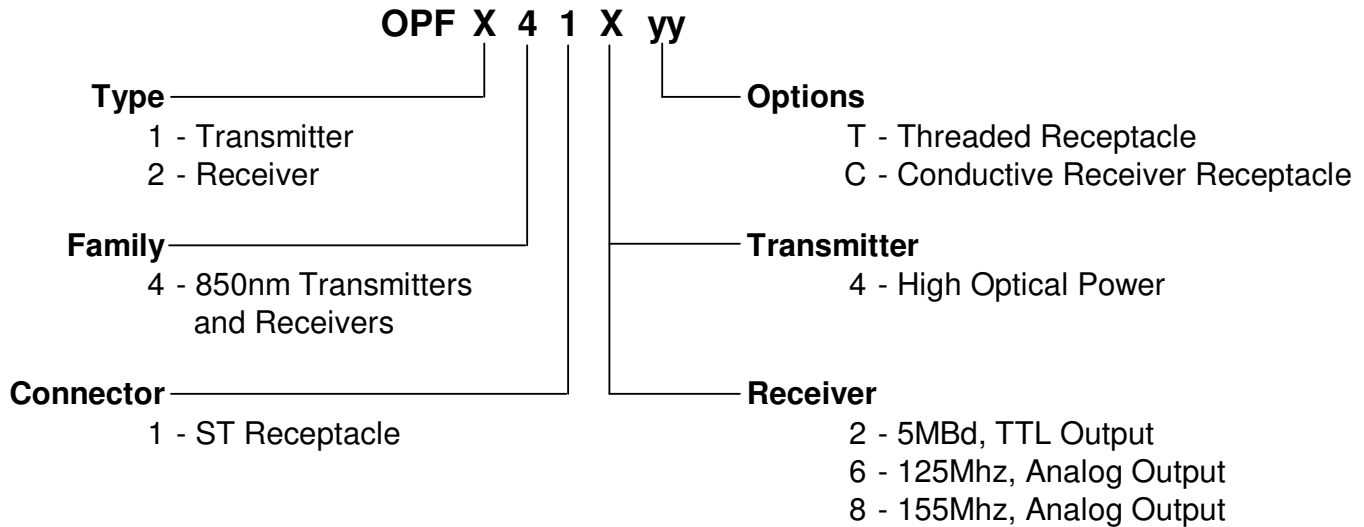 OPF X 4 1 X yy
Type
1 - Transmitter
2 - Receiver
Family
4 - 850nm Transmitters
and Receivers
Connector
1 - ST Receptacle
Options
T - Threaded Receptacle
C - Conductive Receiver Receptacle
Transmitter
4 - High Optical Power
Receiver
2 - 5MBd, TTL Output
6 - 125Mhz, Analog Output
8 - 155Mhz, Analog Output